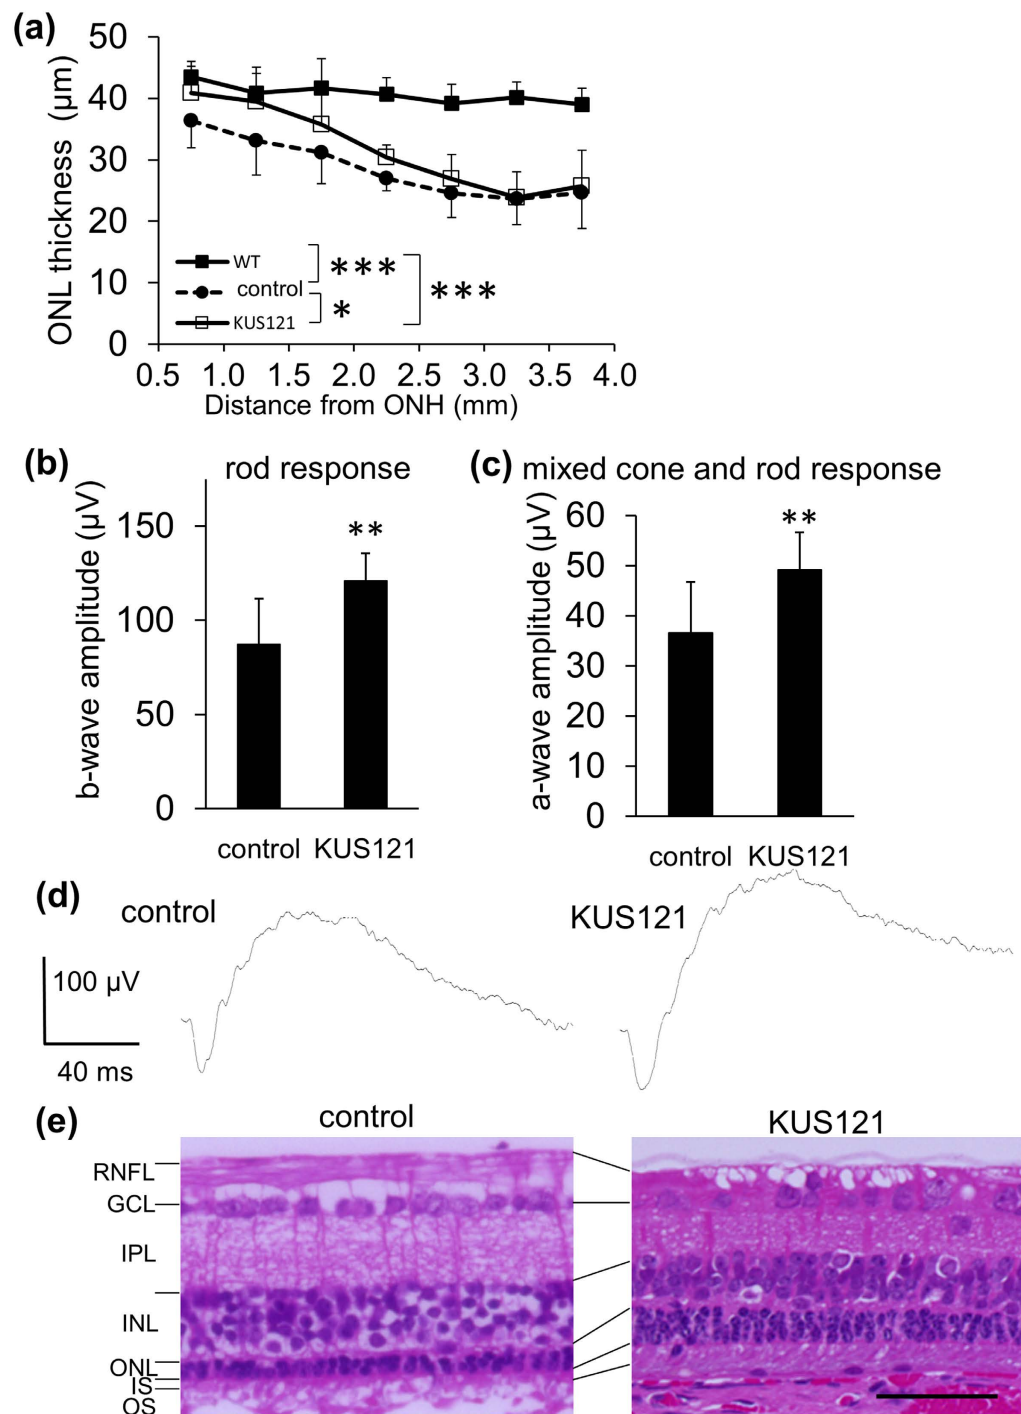 (a)
ONL thickness (µm)
50
40
30
20
10
0
WT
control
KUS121
***
*
***
0.5 1.0 1.5 2.0 2.5 3.0 3.5 4.0
Distance from ONH (mm)
(b)
rod response
b-wave amplitude (µV)
150
100
50
0
**
control KUS121
(c) mixed cone and rod response
a-wave amplitude (µV)
60
50
40
30
20
10
0
**
control KUS121
(d)
control
KUS121
100 µV
40 ms
(e)
control
KUS121
RNFL
GCL
IPL
INL
ONL
IS
OS